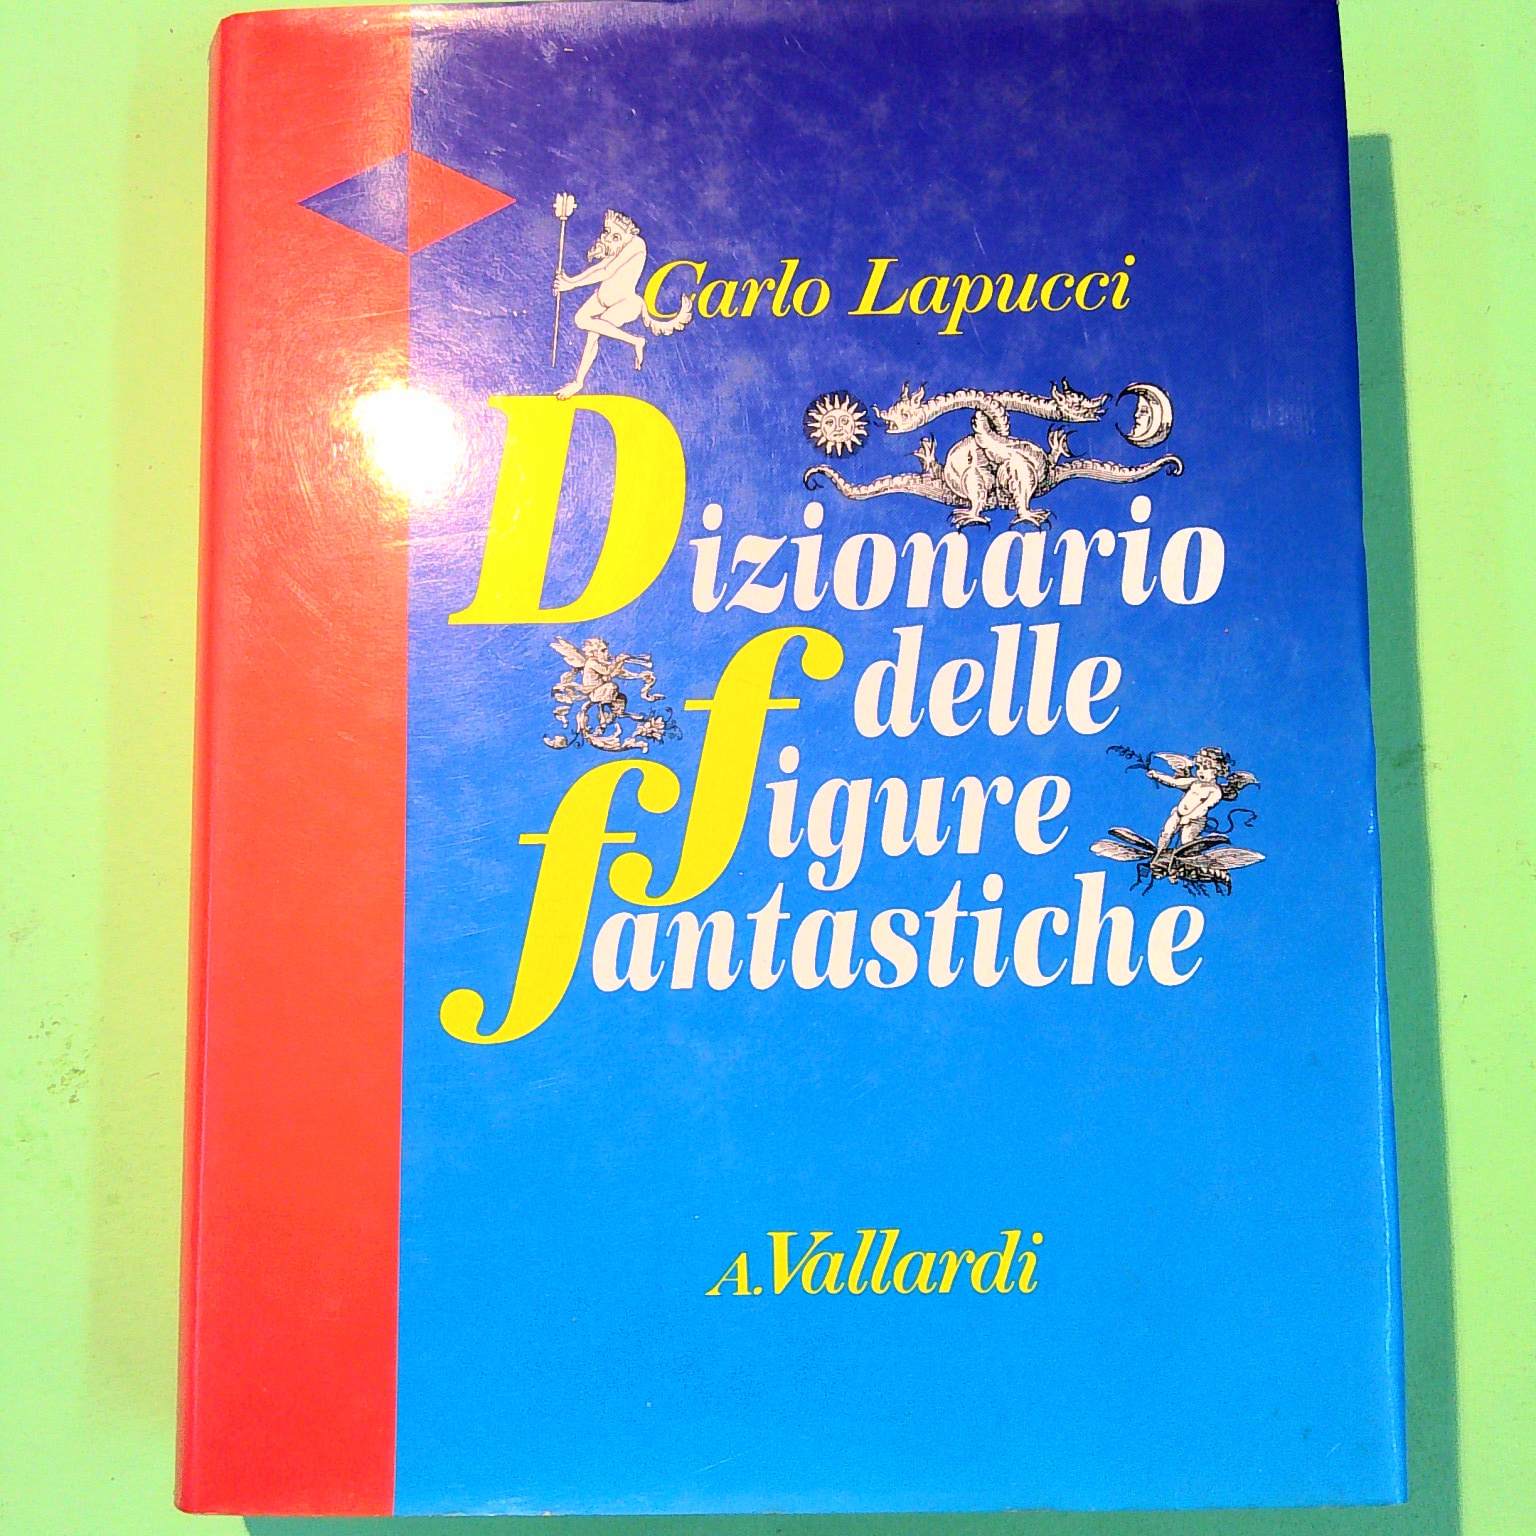 Carlo Lapucci
Dizionario
delle
figure
fantastiche
A.Vallardi